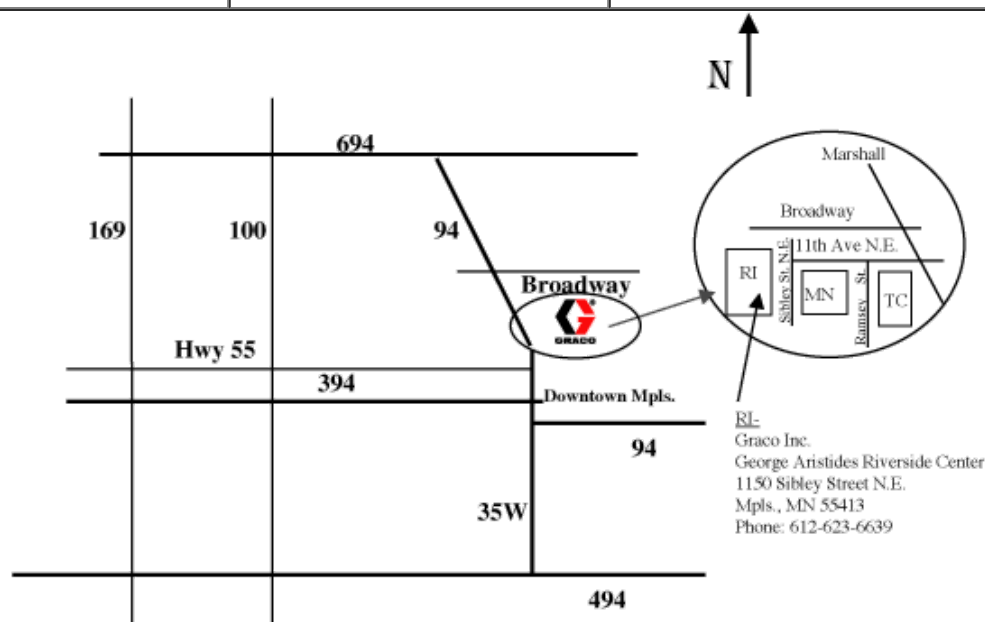 N
694
169
100
94
Broadway
GRACO
Hwy 55
394
Downtown Mpls.
94
35W
494
Marshall
Broadway
11th Ave N.E.
Sibley St. N.E.
RI
MN
Ramsey St.
TC
RI-
Graco Inc.
George Aristides Riverside Center
1150 Sibley Street N.E.
Mpls., MN 55413
Phone: 612-623-6639